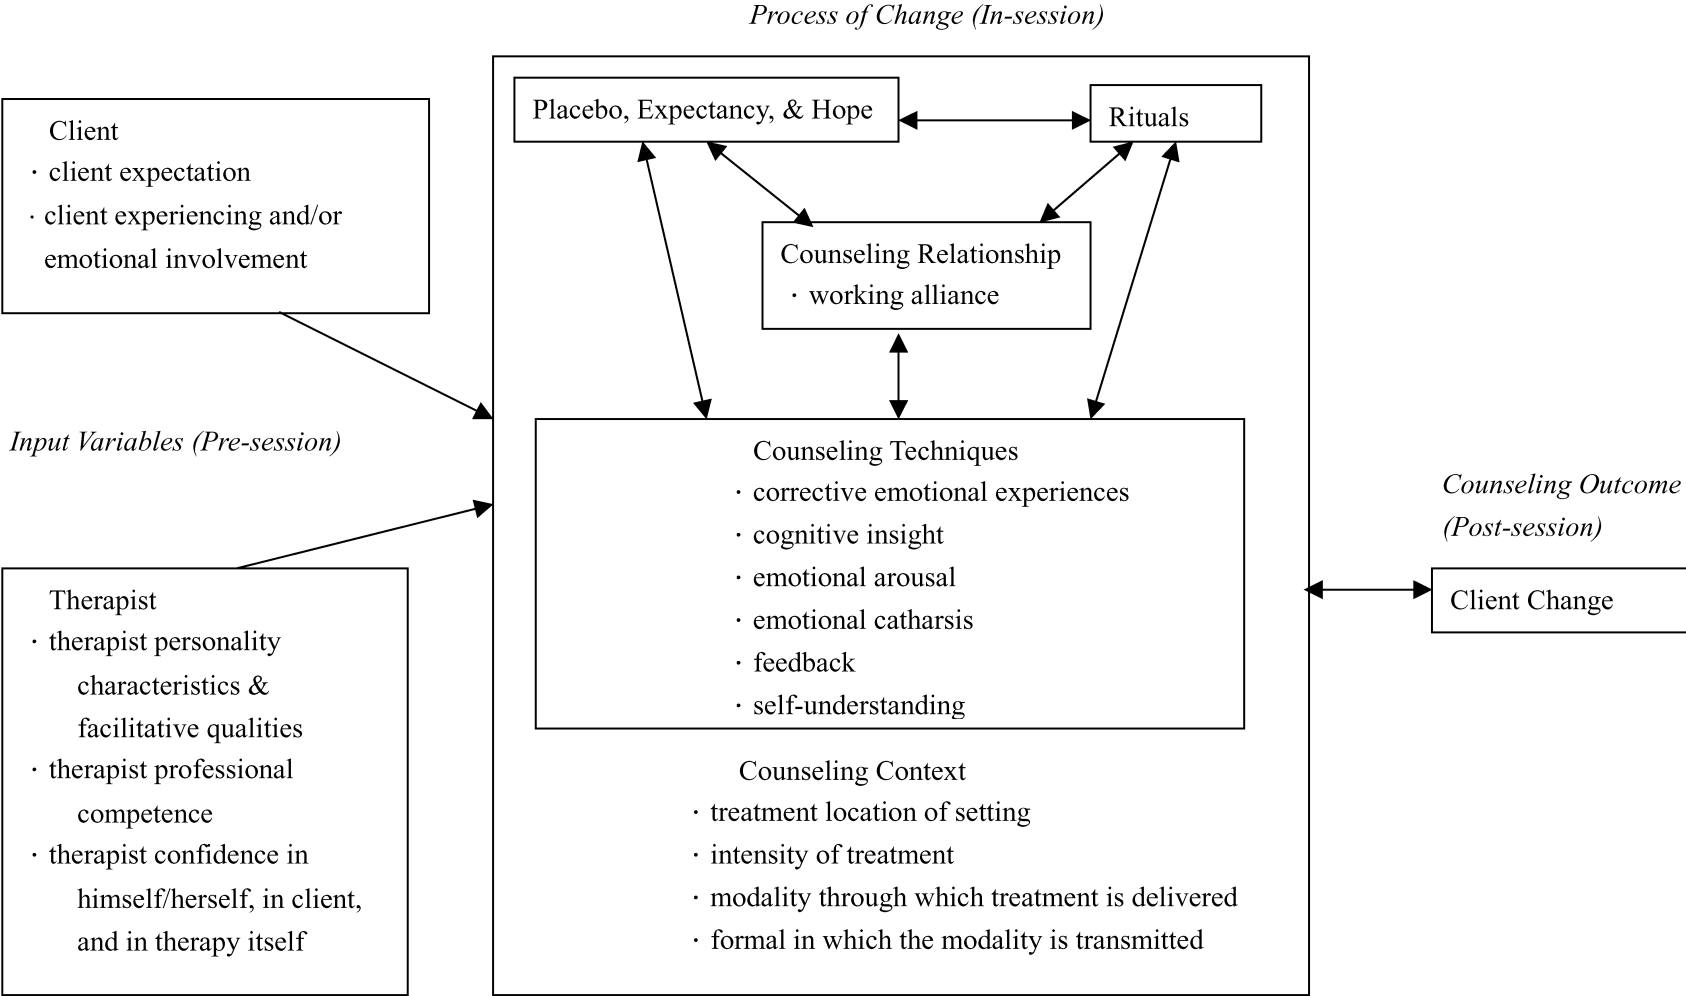 Process of Change (In-session)
Client
· client expectation
· client experiencing and/or
emotional involvement
Input Variables (Pre-session)
Therapist
· therapist personality
characteristics &
facilitative qualities
· therapist professional
competence
· therapist confidence in
himself/herself, in client,
and in therapy itself
Placebo, Expectancy, & Hope
Rituals
Counseling Relationship
· working alliance
Counseling Techniques
· corrective emotional experiences
· cognitive insight
· emotional arousal
· emotional catharsis
· feedback
· self-understanding
Counseling Context
· treatment location of setting
· intensity of treatment
· modality through which treatment is delivered
· formal in which the modality is transmitted
Counseling Outcome
(Post-session)
Client Change